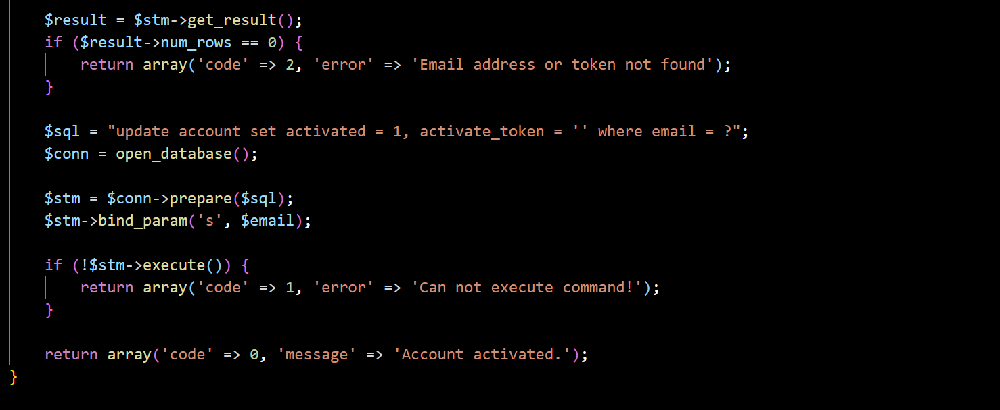 $result = $stm->get_result();
if ($result->num_rows == 0) {
return array('code' => 2, 'error' => 'Email address or token not found');
}
$sql = "update account set activated = 1, activate_token = '' where email = ?";
$conn = open_database();
$stm = $conn->prepare($sql);
$stm->bind_param('s', $email);
if (!$stm->execute()) {
return array('code' => 1, 'error' => 'Can not execute command!');
}
return array('code' => 0, 'message' => 'Account activated.');
}